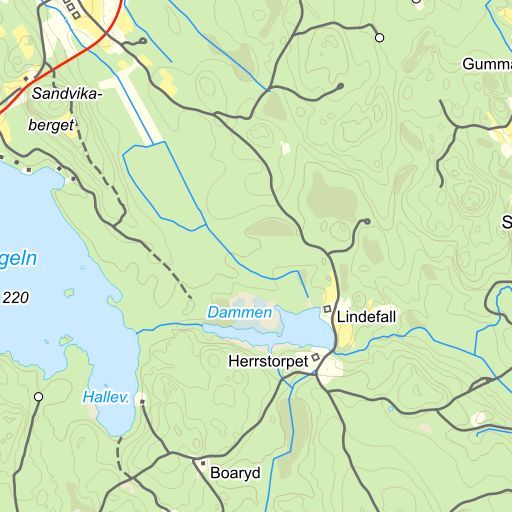 Gumma
Sandvika-
berget
S
geln
220
Dammen
Lindefall
Herrstorpet
Hallev.
Boaryd